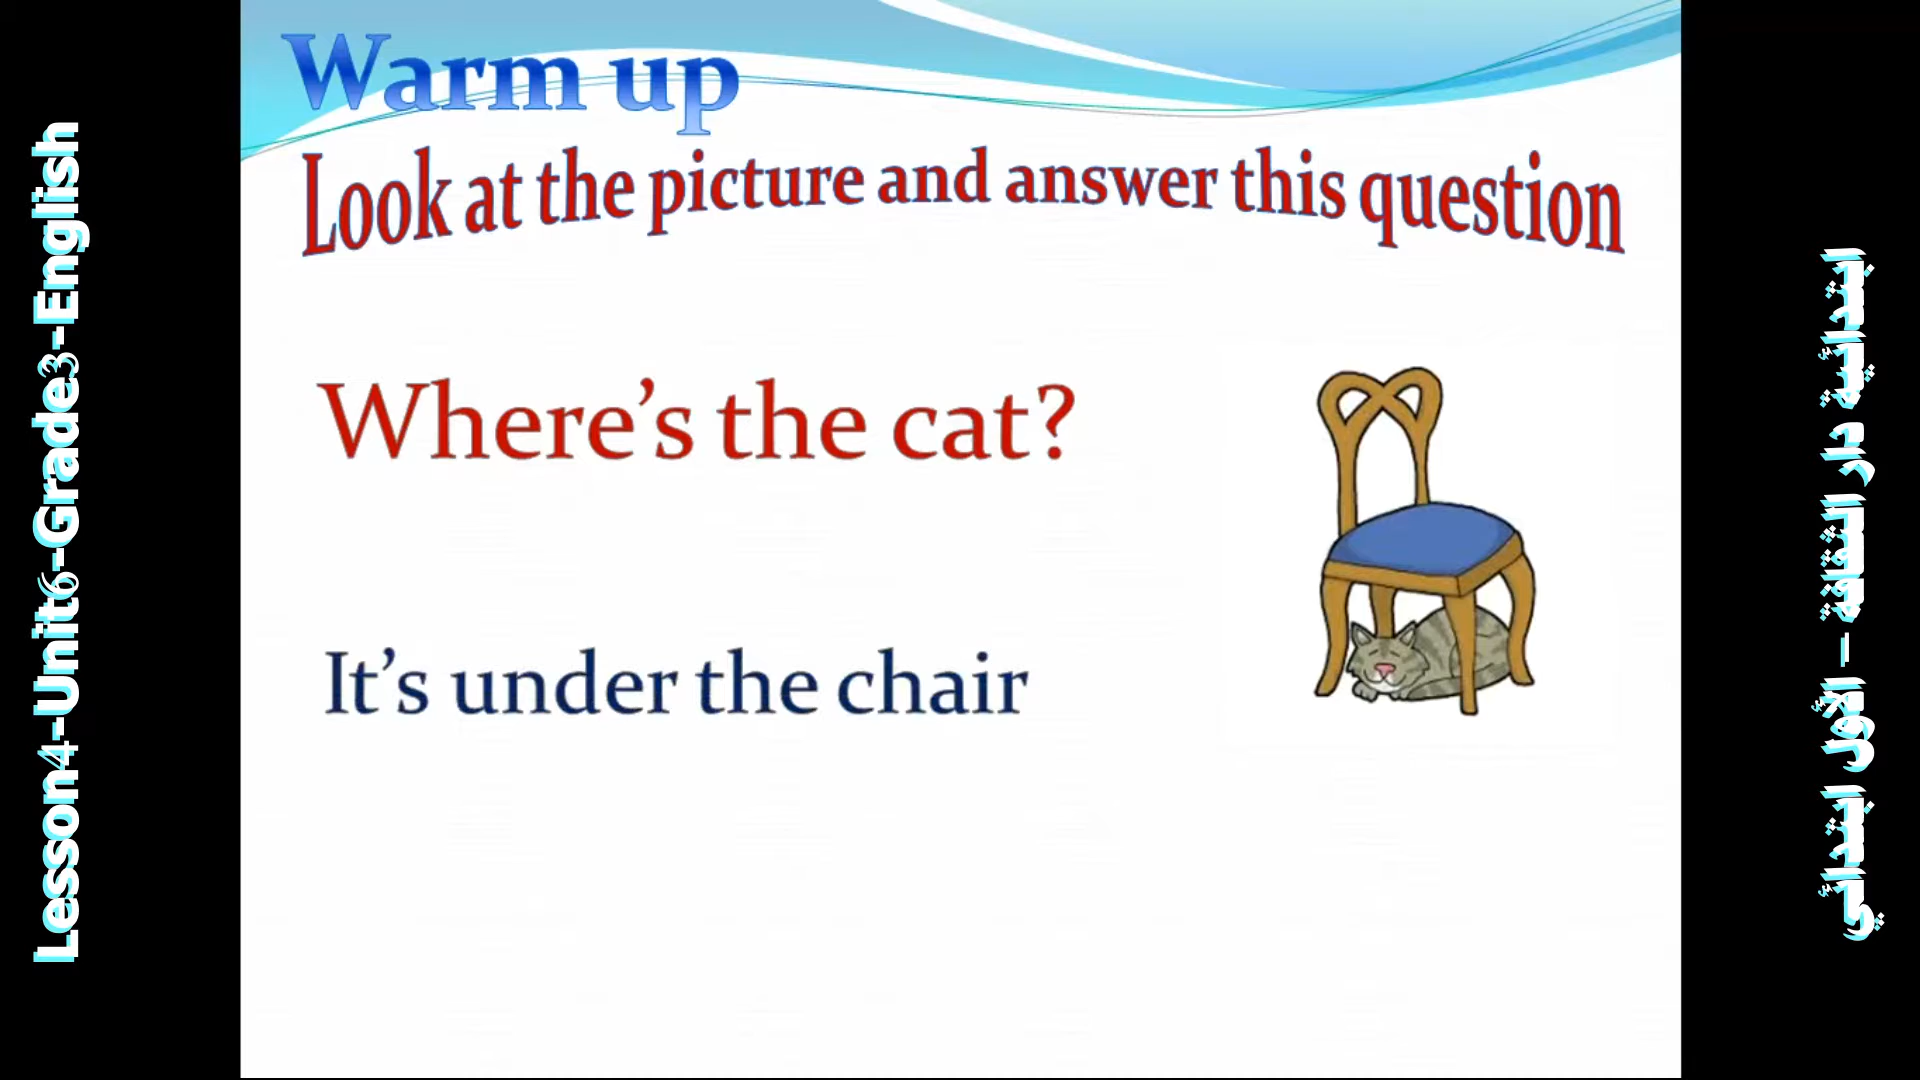 Warm up
Look at the picture and answer this question
Where's the cat?
It's under the chair
Lesson4-Unit6-Grade3-English
ابتدائية دار الثقافة – الأول ابتدائي